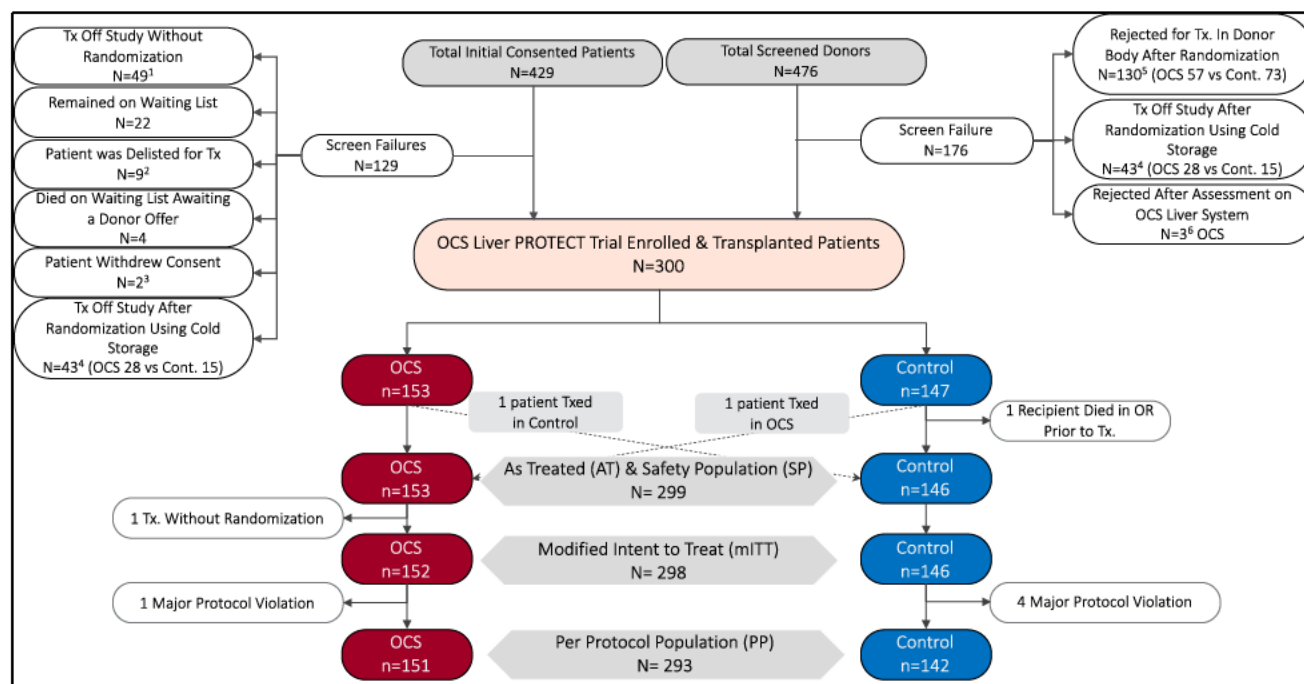 Tx Off Study Without
Randomization
N=49¹
Remained on Waiting List
N=22
Patient was Delisted for Tx
N=9²
Died on Waiting List Awaiting
a Donor Offer
N=4
Patient Withdrew Consent
N=2³
Tx Off Study After
Randomization Using Cold
Storage
N=43⁴ (OCS 28 vs Cont. 15)
Screen Failures
N=129
Total Initial Consented Patients
N=429
Total Screened Donors
N=476
Screen Failure
N=176
Rejected for Tx. In Donor
Body After Randomization
N=130⁵ (OCS 57 vs Cont. 73)
Tx Off Study After
Randomization Using Cold
Storage
N=43⁴ (OCS 28 vs Cont. 15)
Rejected After Assessment on
OCS Liver System
N=3⁶ OCS
OCS Liver PROTECT Trial Enrolled & Transplanted Patients
N=300
OCS
n=153
Control
n=147
1 patient Txed
in Control
1 patient Txed
in OCS
1 Recipient Died in OR
Prior to Tx.
OCS
n=153
As Treated (AT) & Safety Population (SP)
N= 299
Control
n=146
1 Tx. Without Randomization
OCS
n=152
Modified Intent to Treat (mITT)
N= 298
Control
n=146
1 Major Protocol Violation
4 Major Protocol Violation
OCS
n=151
Per Protocol Population (PP)
N= 293
Control
n=142